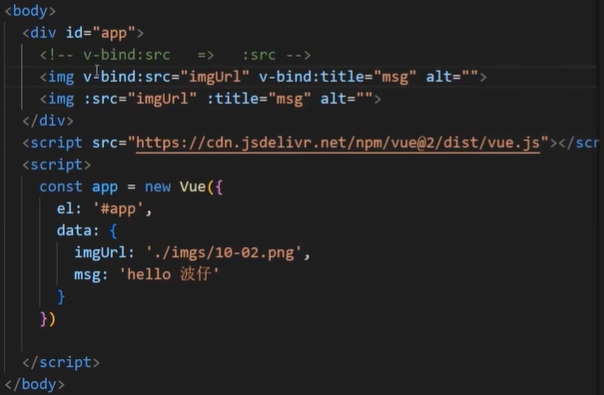 <body>
<div id="app">
<!-- v-bind:src   =>   :src -->
<img v-bind:src="imgUrl" v-bind:title="msg" alt="">
<img :src="imgUrl" :title="msg" alt="">
</div>
<script src="https://cdn.jsdelivr.net/npm/vue@2/dist/vue.js"></scr
<script>
const app = new Vue({
el: '#app',
data: {
imgUrl: './imgs/10-02.png',
msg: 'hello 波仔'
}
})
</script>
</body>